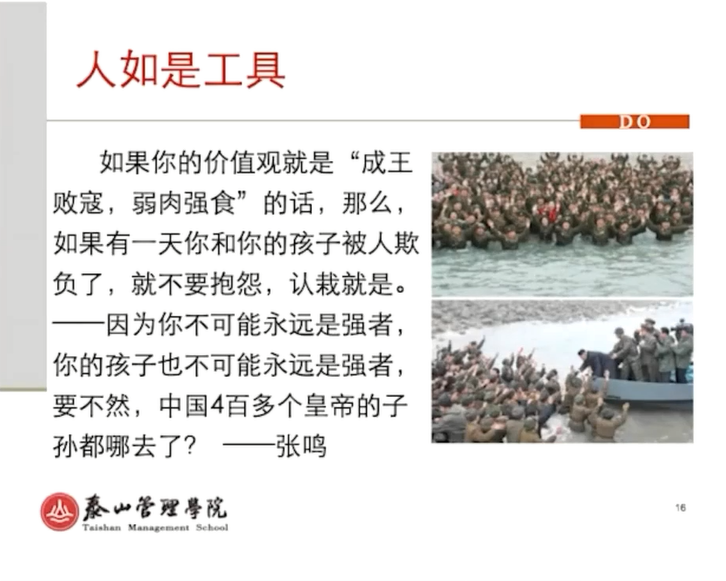 人如是工具
DO
如果你的价值观就是“成王
败寇，弱肉强食”的话，那么，
如果有一天你和你的孩子被人欺
负了，就不要抱怨，认栽就是。
——因为你不可能永远是强者，
你的孩子也不可能永远是强者，
要不然，中国4百多个皇帝的子
孙都哪去了？ ——张鸣
泰山管理學院
Taishan Management School
16